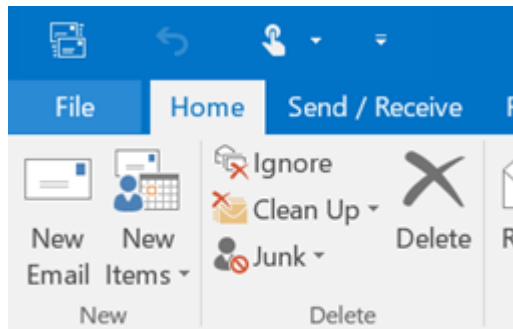 File Home Send / Receive
Ignore
Clean Up
Junk
New
Email
New
Items
Delete
New
Delete